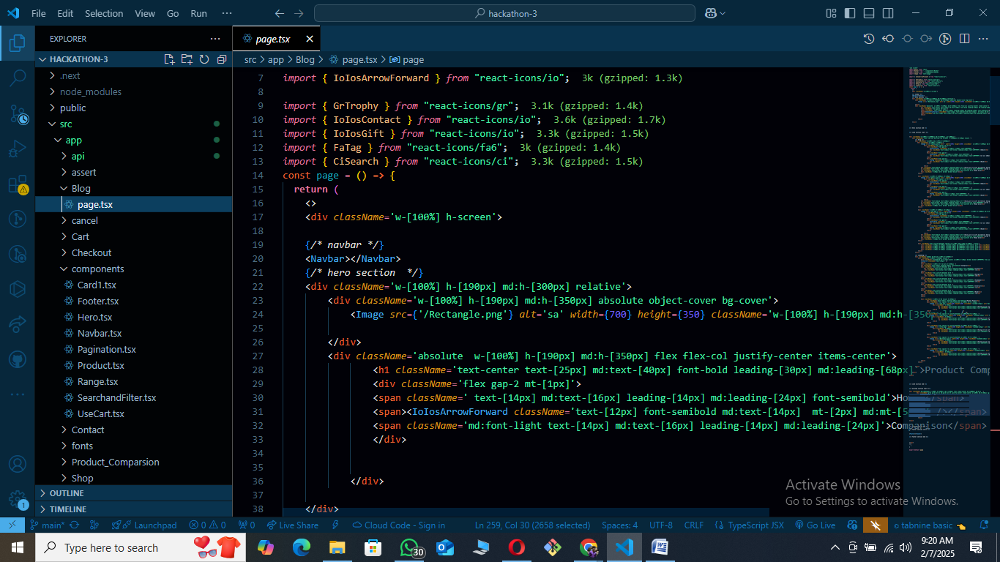 File Edit Selection View Go Run ··· hackathon-3
EXPLORER ···
HACKATHON-3
.next
node_modules
public
src
app
api
assert
Blog
page.tsx
cancel
Cart
Checkout
components
Card1.tsx
Footer.tsx
Hero.tsx
Navbar.tsx
Pagination.tsx
Product.tsx
Range.tsx
SearchandFilter.tsx
UseCart.tsx
Contact
fonts
Product_Comparsion
Shop
OUTLINE
TIMELINE
page.tsx
src > app > Blog > page.tsx > page
7 import { IoIosArrowForward } from "react-icons/io"; 3k (gzipped: 1.3k)
8
9 import { GrTrophy } from "react-icons/gr"; 3.1k (gzipped: 1.4k)
10 import { IoIosContact } from "react-icons/io"; 3.6k (gzipped: 1.7k)
11 import { IoIosGift } from "react-icons/io"; 3.3k (gzipped: 1.5k)
12 import { FaTag } from "react-icons/fa6"; 3k (gzipped: 1.4k)
13 import { CiSearch } from "react-icons/ci"; 3.3k (gzipped: 1.5k)
14 const page = () => {
15 return (
16 <>
17 <div className='w-[100%] h-screen'>
18
19 {/* navbar */}
20 <Navbar></Navbar>
21 {/* hero section  */}
22 <div className='w-[100%] h-[190px] md:h-[300px] relative'>
23 <div className='w-[100%] h-[190px] md:h-[350px] absolute object-cover bg-cover'>
24 <Image src={'/Rectangle.png'} alt='sa' width={700} height={350} className='w-[100%] h-[190px] md:h-[350px]
25
26 </div>
27 <div className='absolute  w-[100%] h-[190px] md:h-[350px] flex flex-col justify-center items-center'>
28 <h1 className='text-center text-[25px] md:text-[40px] font-bold leading-[30px] md:leading-[68px]'>Product Comp
29 <div className='flex gap-2 mt-[1px]'>
30 <span className=' text-[14px] md:text-[16px] leading-[14px] md:leading-[24px] font-semibold'>Ho</span>
31 <span><IoIosArrowForward className='text-[12px] font-semibold md:text-[14px]  mt-[2px] md:mt-[5 /></span>
32 <span className='md:font-light text-[14px] md:text-[16px] leading-[14px] md:leading-[24px]'>Comparison</span>
33 </div>
34
35
36 </div>
37
38 </div>
Activate Windows
Go to Settings to activate Windows.
1
main* Launchpad 0 0 0 Live Share Cloud Code - Sign in Ln 259, Col 30 (2658 selected) Spaces: 4 UTF-8 CRLF {} TypeScript JSX Go Live tabnine basic
Type here to search 30 9:20 AM
2/7/2025